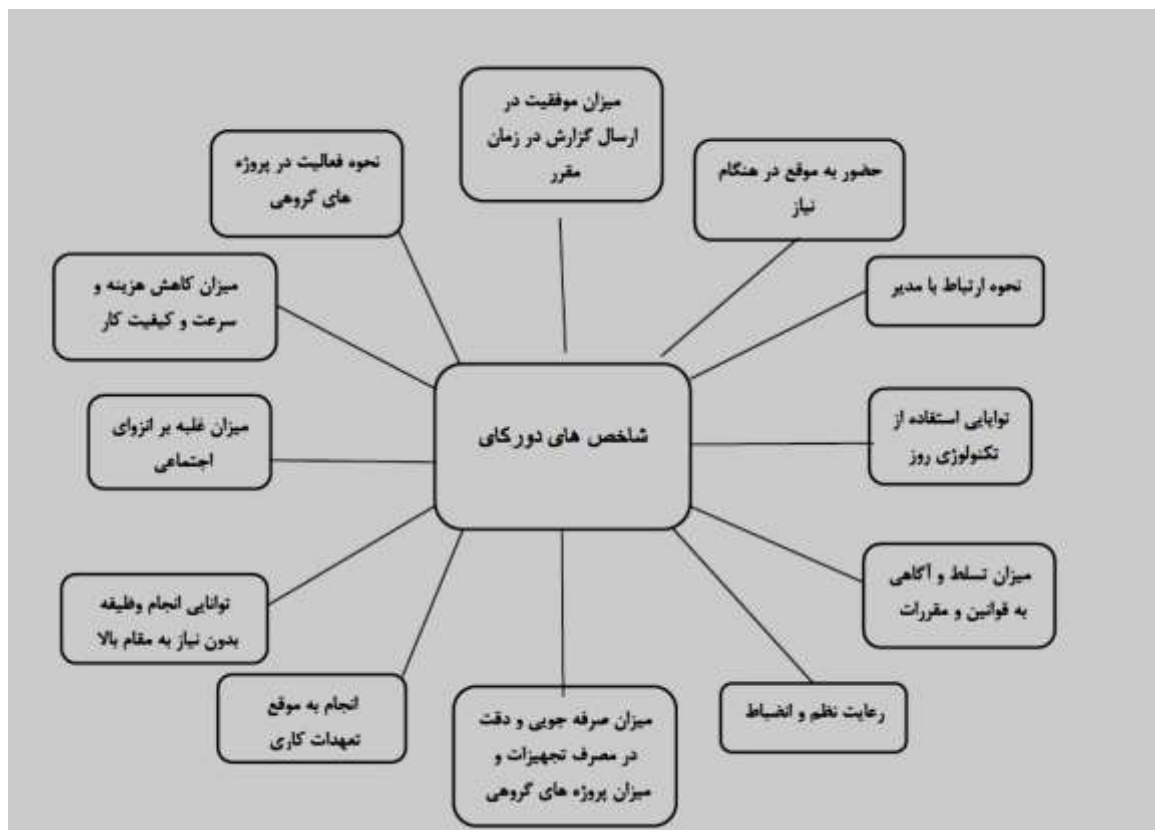 میزان موفقیت در
ارسال گزارش در زمان
مقرر
حضور به موقع در هنگام
نیاز
نحوه ارتباط با مدیر
توایایی استفاده از
تکنولوژی روز
میزان تسلط و آگاهی
به قوانین و مقررات
رعایت نظم و انضباط
میزان صرفه جویی و دقت
در مصرف تجهیزات و
میزان پروژه های گروهی
انجام به موقع
تعهدات کاری
توانایی انجام وظیقه
بدون نیاز به مقام بالا
میزان غلبه بر انزوای
اجتماعی
میزان کاهش هزینه و
سرعت و کیفیت کار
نحوه فعالیت در پروژه
های گروهی
شاخص های دورکای